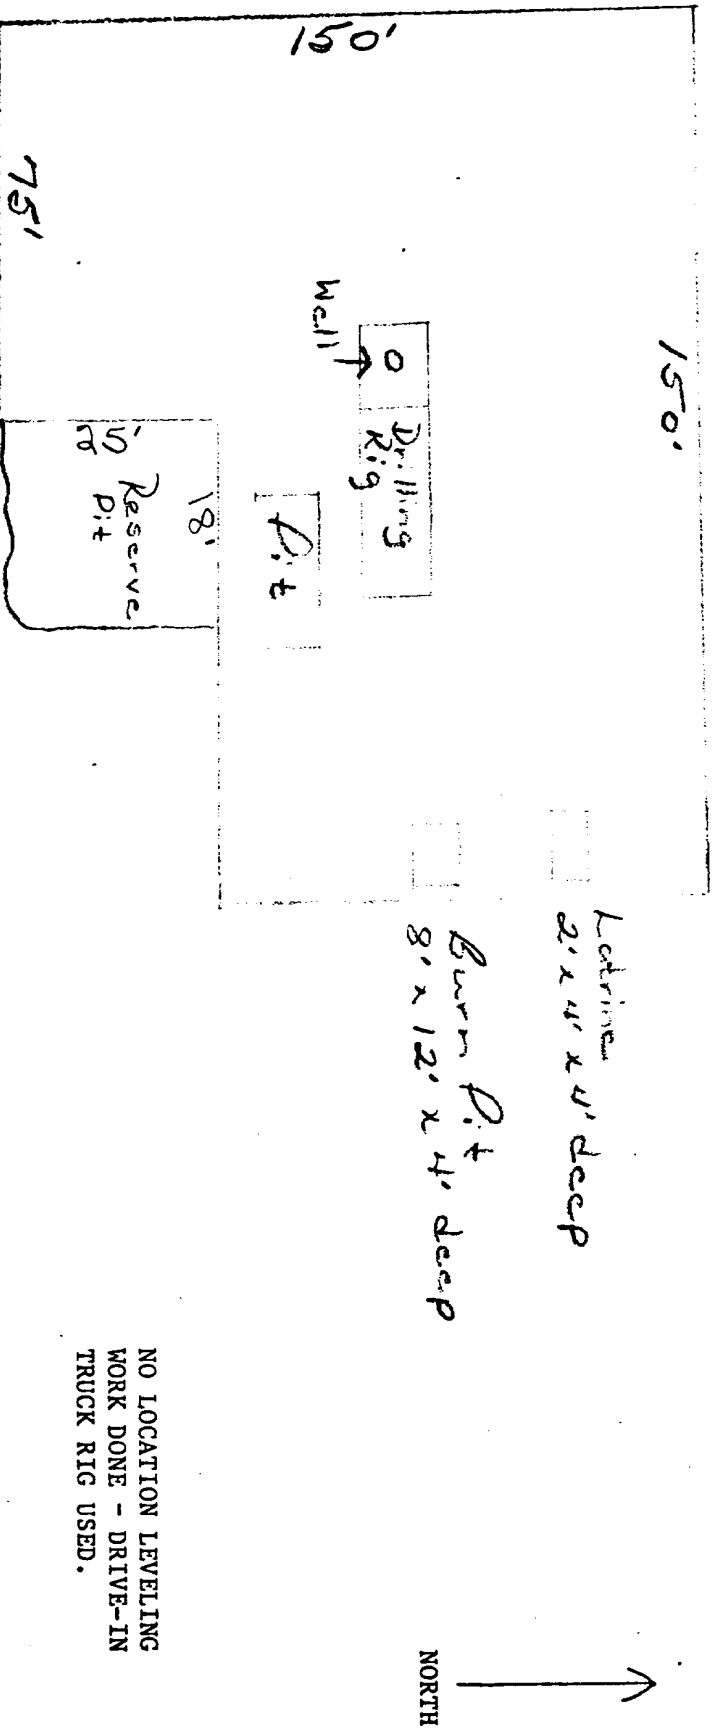 150'
150'
75'
Well
O
Drilling
Rig
Pit
18'
25'
Reserve
Pit
Latrine
2' x 4' x 4' deep
Burn Pit
8' x 12' x 4' deep
NO LOCATION LEVELING
WORK DONE - DRIVE-IN
TRUCK RIG USED.
NORTH